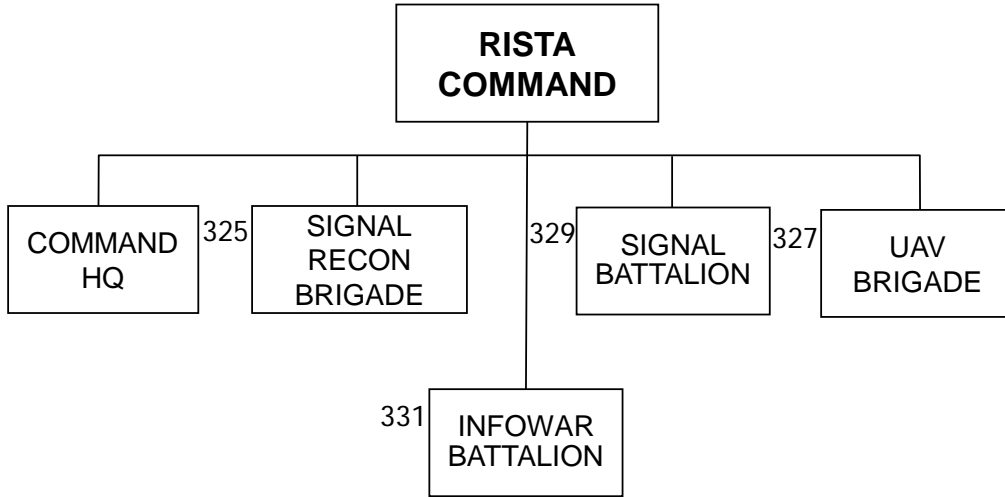 RISTA
COMMAND
COMMAND
HQ
325
SIGNAL
RECON
BRIGADE
329
SIGNAL
BATTALION
327
UAV
BRIGADE
331
INFOWAR
BATTALION